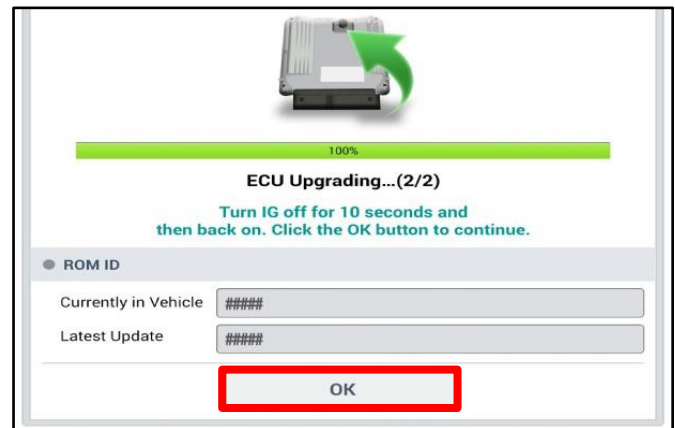 100%
ECU Upgrading...(2/2)
Turn IG off for 10 seconds and
then back on. Click the OK button to continue.
ROM ID
Currently in Vehicle #####
Latest Update #####
OK